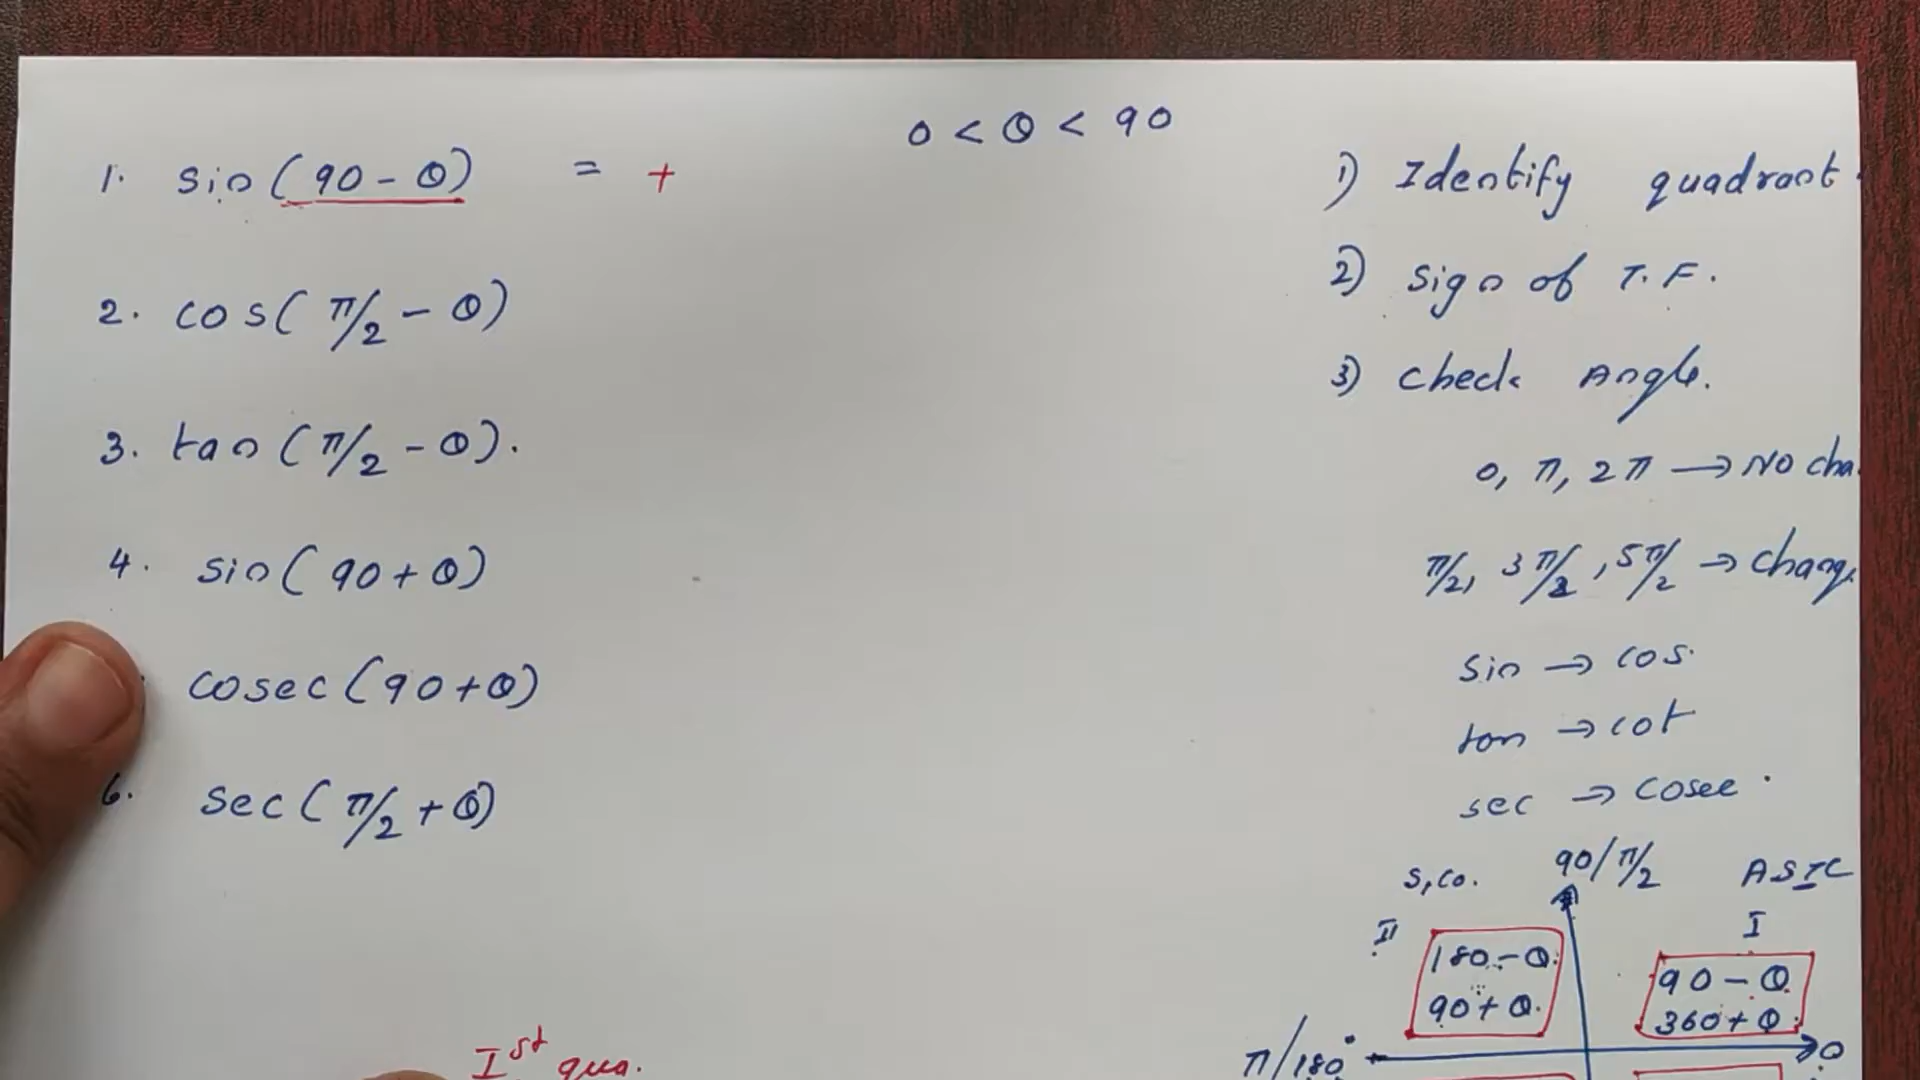 0 < θ < 90
1. sin(90 - θ) = +
2. cos(π/2 - θ)
3. tan(π/2 - θ).
4. sin(90 + θ)
cosec(90+θ)
6. sec(π/2 + θ)
1) Identify quadrant.
2) Sign of T.F.
3) Check Angle.
0, π, 2π → No cha
π/2, 3π/2, 5π/2 → Chang
Sin → cos.
tan → cot
sec → cosec.
S, Co. 90/π/2 ASTC
II I
180 - θ.
90 + θ.
90 - θ
360 + θ
π/180° 0
Ist qua.